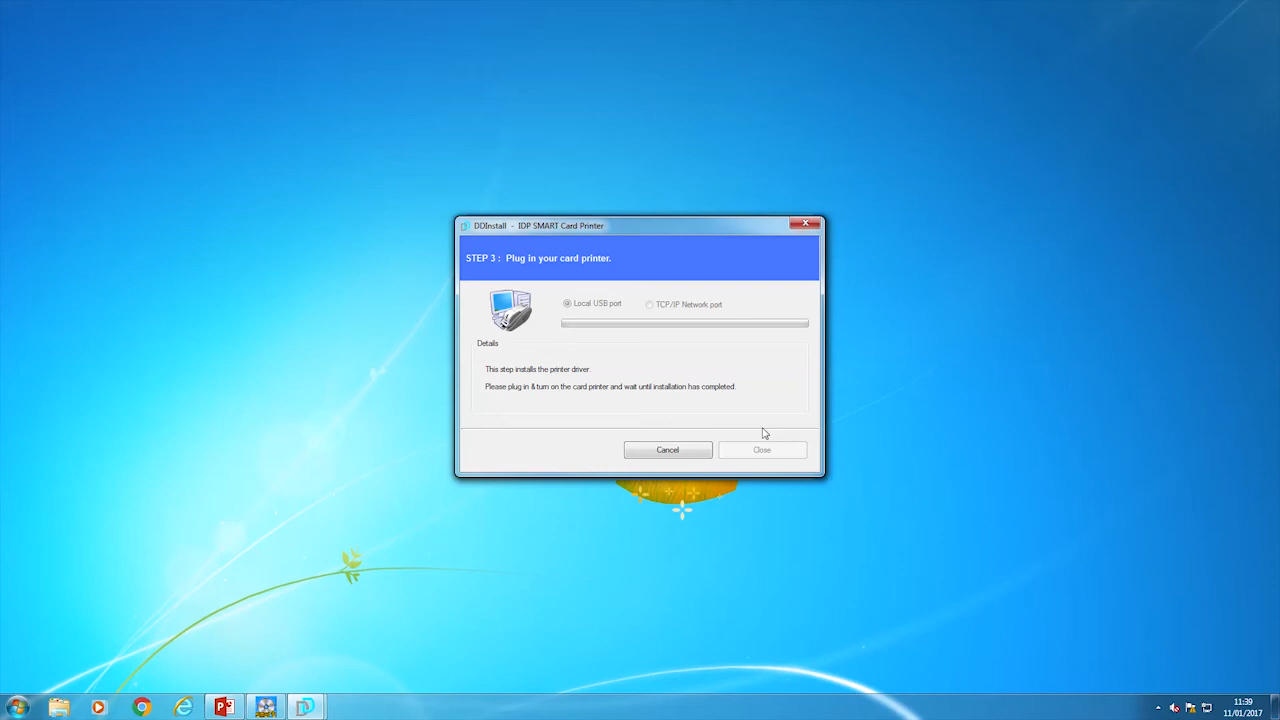 DDInstall - IDP SMART Card Printer
STEP 3 : Plug in your card printer.
Local USB port
TCP/IP Network port
Details
This step installs the printer driver.
Please plug in & turn on the card printer and wait until installation has completed.
Cancel
Close
11:39
11/01/2017